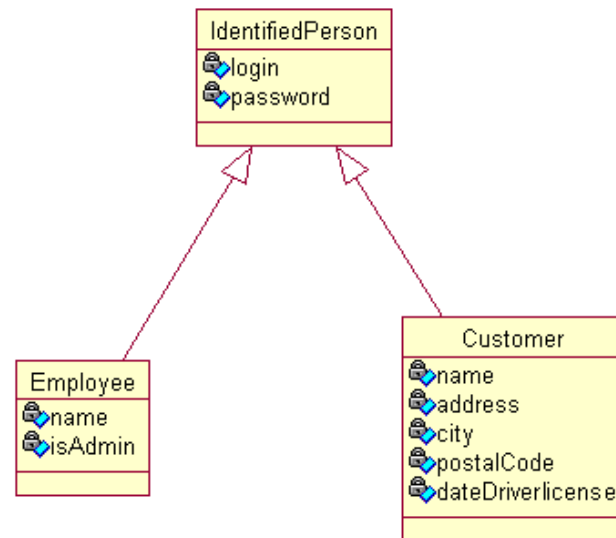 IdentifiedPerson
login
password
Employee
name
isAdmin
Customer
name
address
city
postalCode
dateDriverlicense